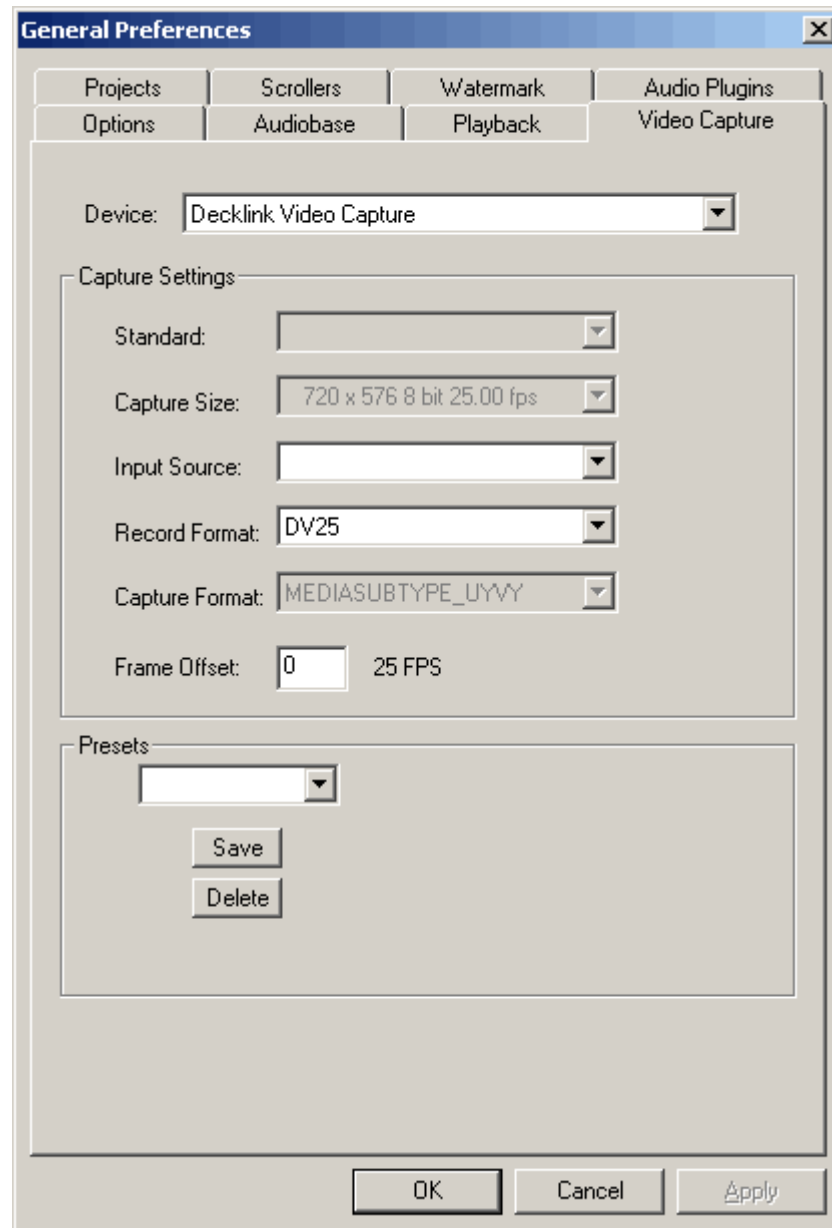 General Preferences
Projects Scrollers Watermark Audio Plugins
Options Audiobase Playback Video Capture
Device: Decklink Video Capture
Capture Settings
Standard:
Capture Size: 720 x 576 8 bit 25.00 fps
Input Source:
Record Format: DV25
Capture Format: MEDIASUBTYPE_UYVY
Frame Offset: 0 25 FPS
Presets
Save
Delete
OK Cancel Apply